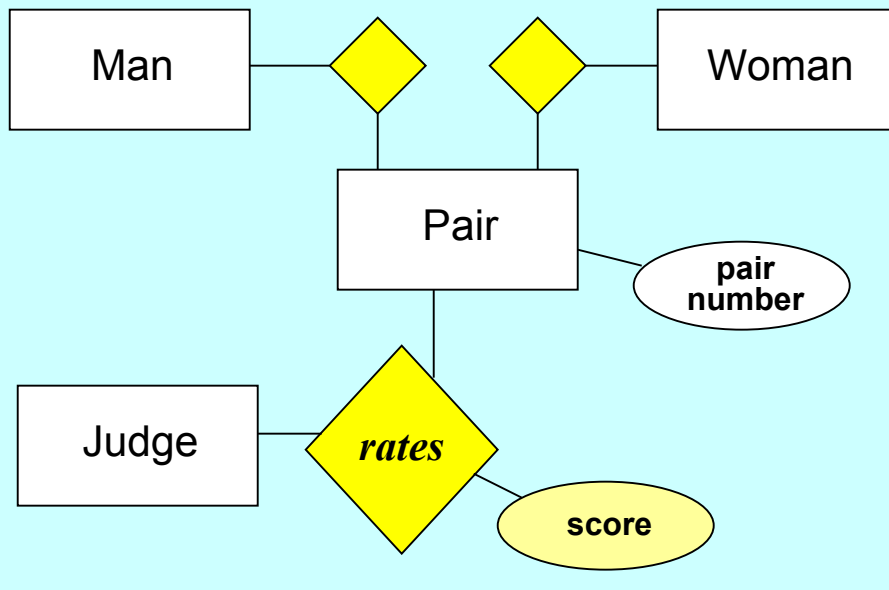 Man
Woman
Pair
pair
number
Judge
rates
score